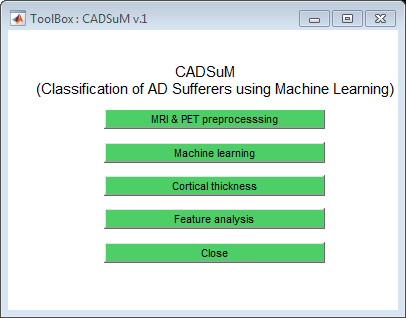 ToolBox : CADSuM v.1
CADSuM
(Classification of AD Sufferers using Machine Learning)
MRI & PET preprocesssing
Machine learning
Cortical thickness
Feature analysis
Close